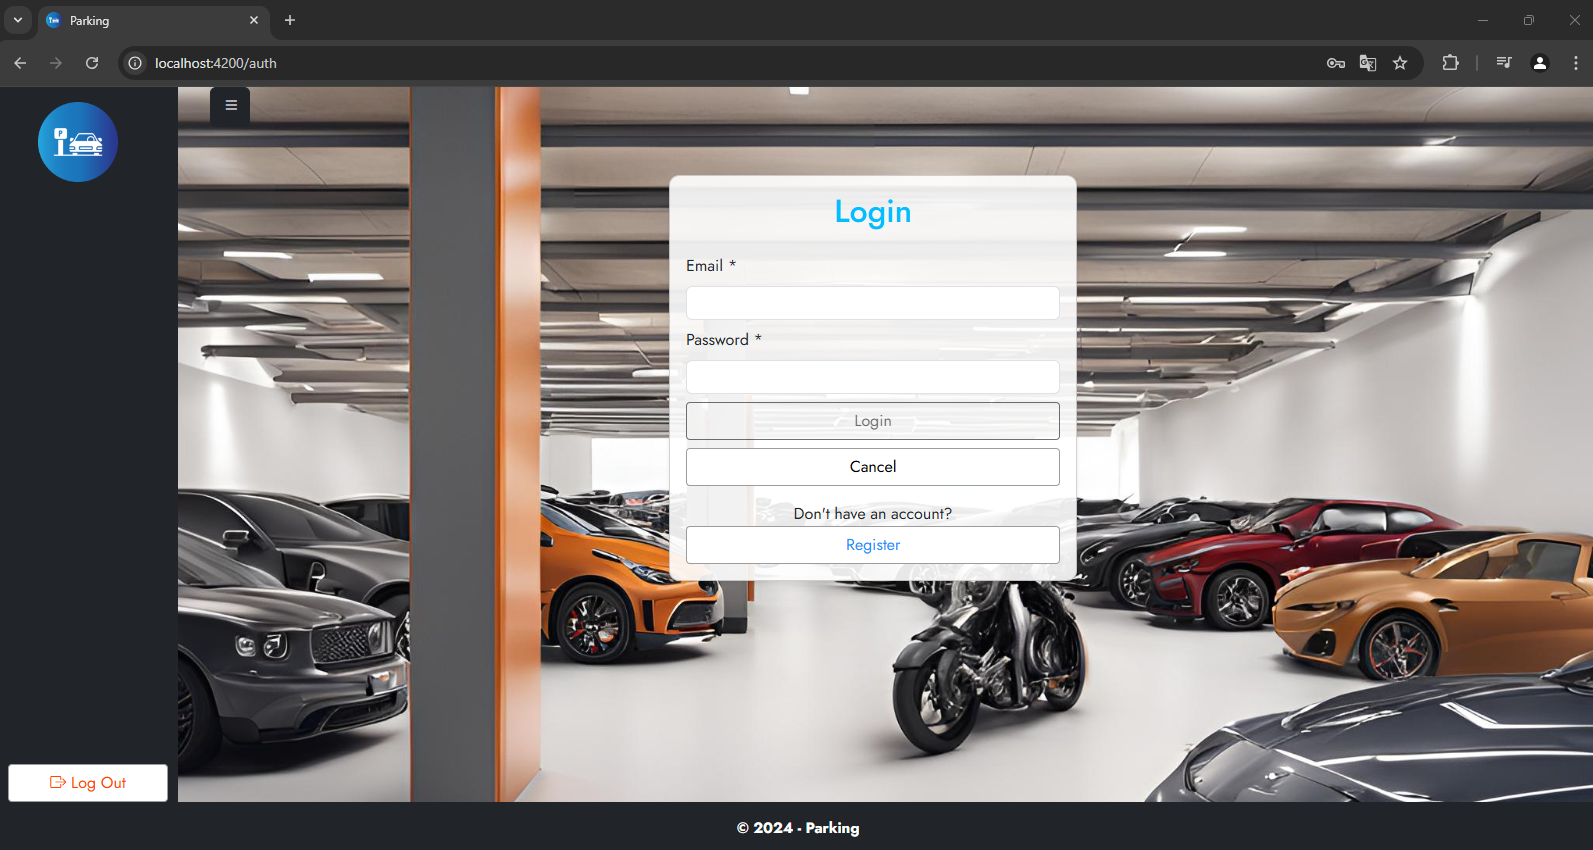 Parking
localhost:4200/auth
P
Login
Email *
Password *
Login
Cancel
Don't have an account?
Register
Log Out
© 2024 - Parking